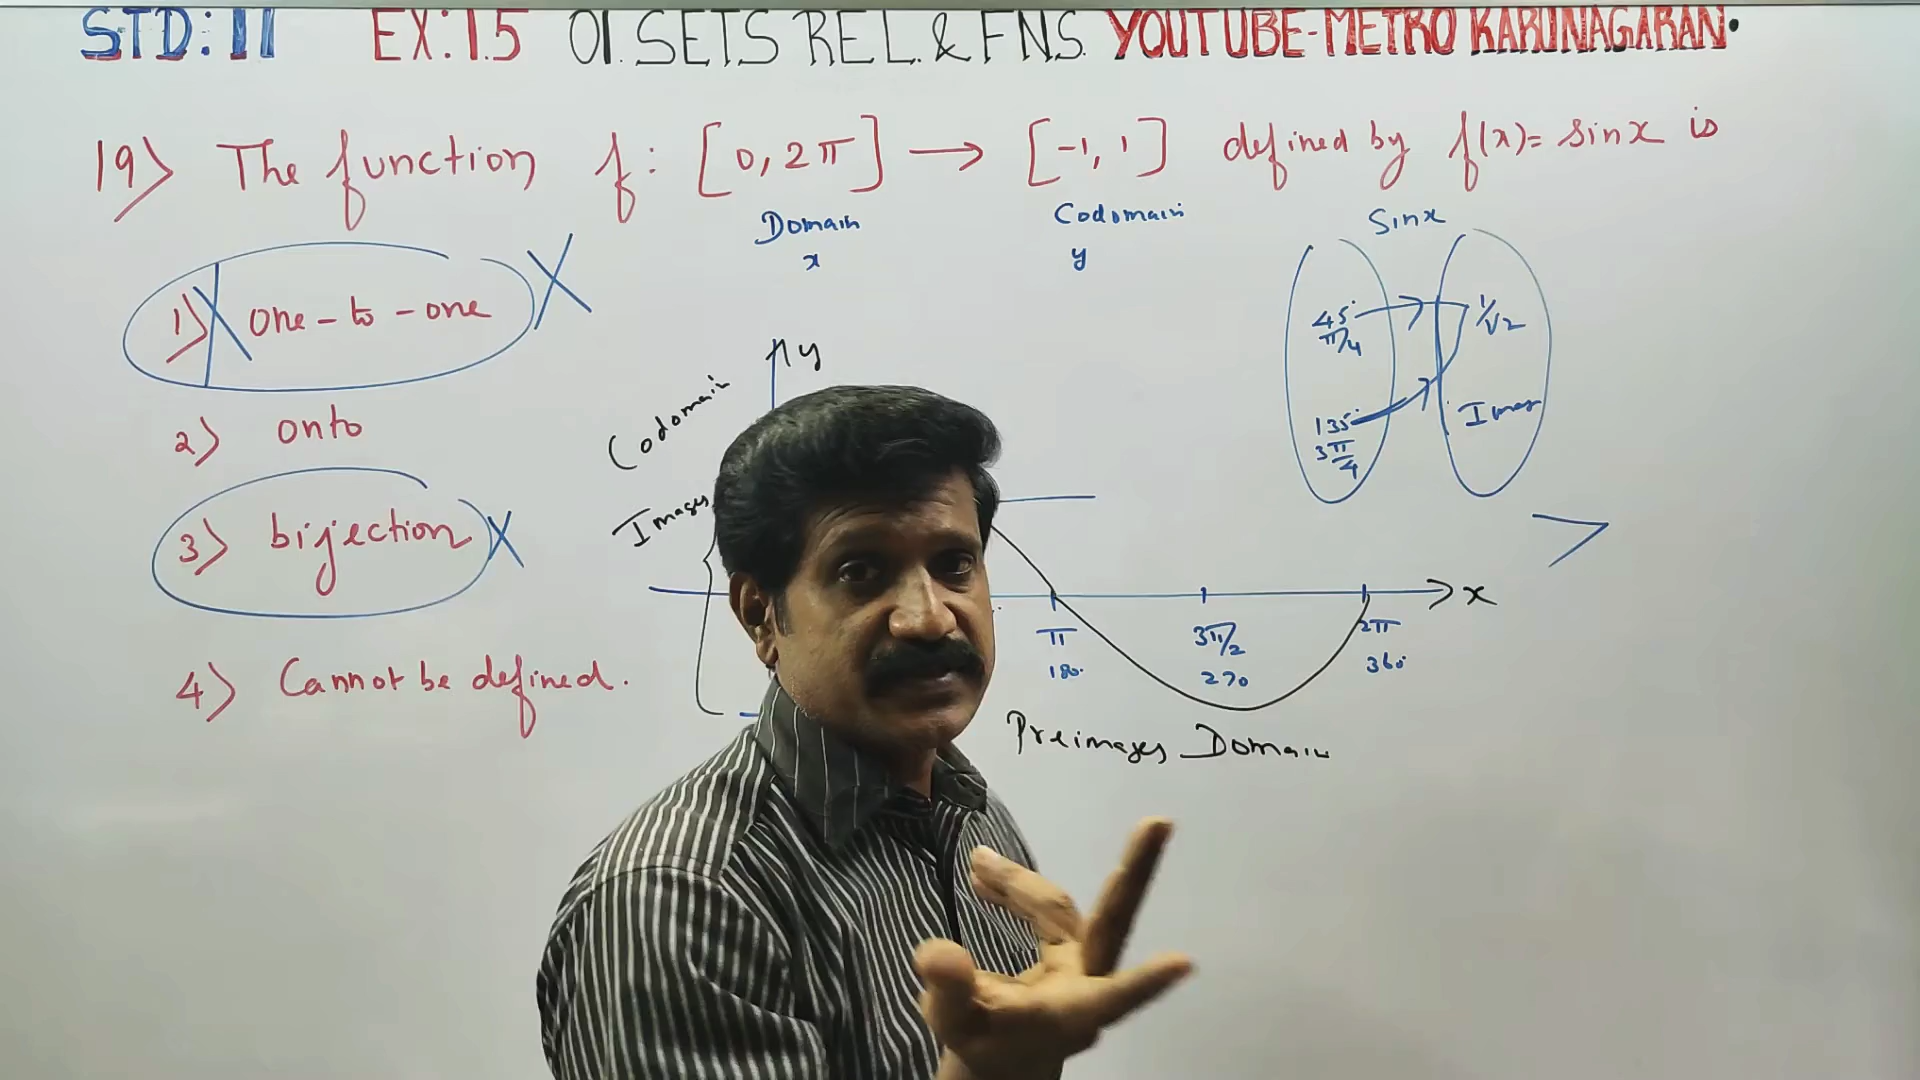 STD: 11 EX: 1.5 01. SETS REL. & FNS. YOUTUBE-METRO KARUNAGARAN.
19) The function f: [0, 2π] → [-1, 1] defined by f(x) = sinx is
Domain Codomain Sinx
x y
1) one-to-one
45° 1/√2
π/4
2) onto
135° Imag
3π/4
3) bijection
4) Cannot be defined.
y
Codomain
Images
x
π 3π/2 2π
180° 270 360°
Preimages Domain